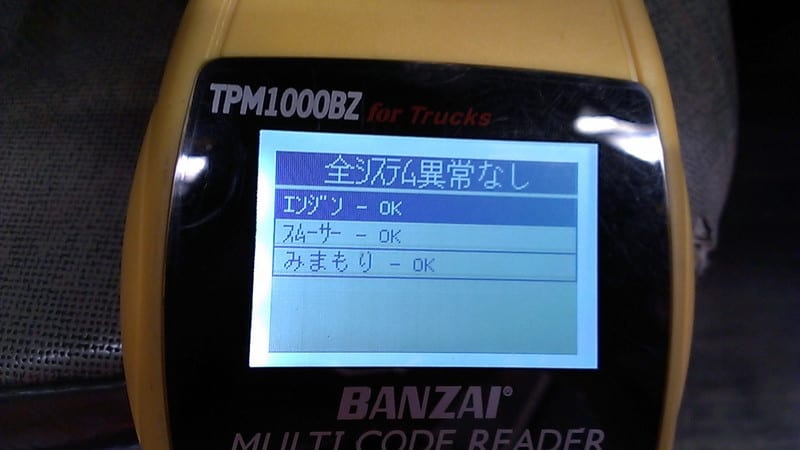 TPM1000BZ for Trucks
全システム異常なし
エンジン - OK
スムーサー - OK
みまもり - OK
BANZAI®
MULTI CODE READER